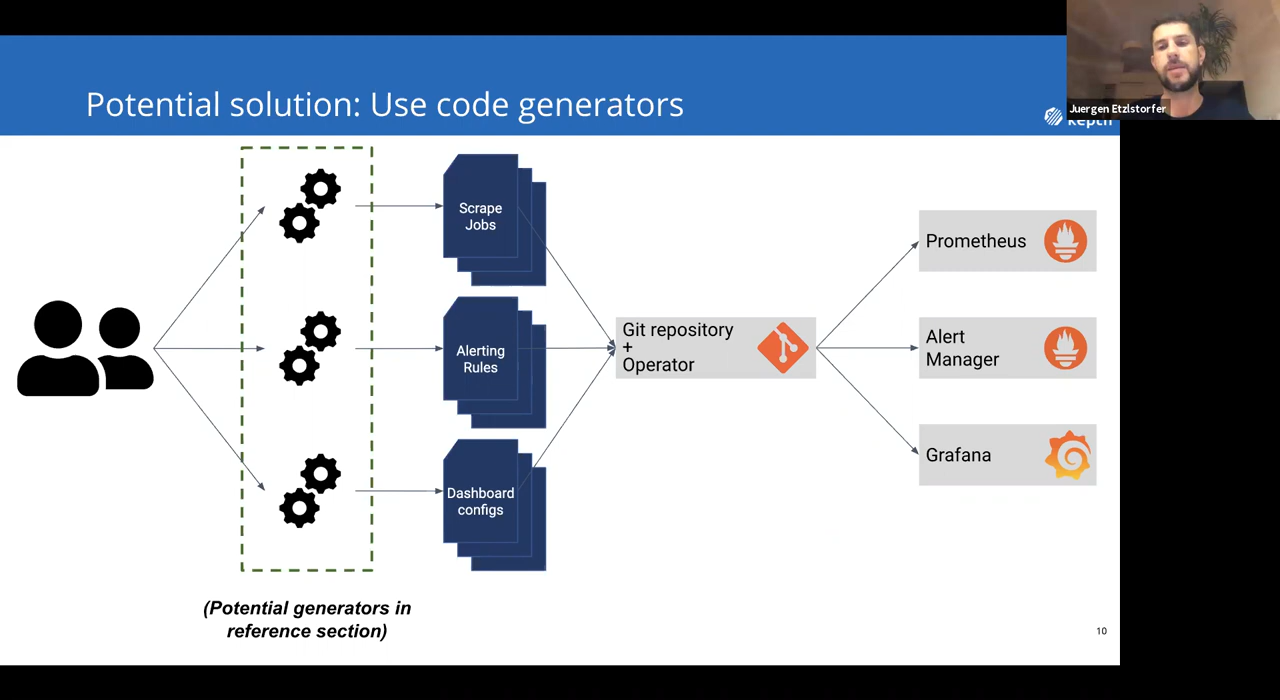 Potential solution: Use code generators
Juergen Etzlstorfer
keptn
Scrape
Jobs
Alerting
Rules
Dashboard
configs
Git repository
+
Operator
Prometheus
Alert
Manager
Grafana
(Potential generators in
reference section)
10